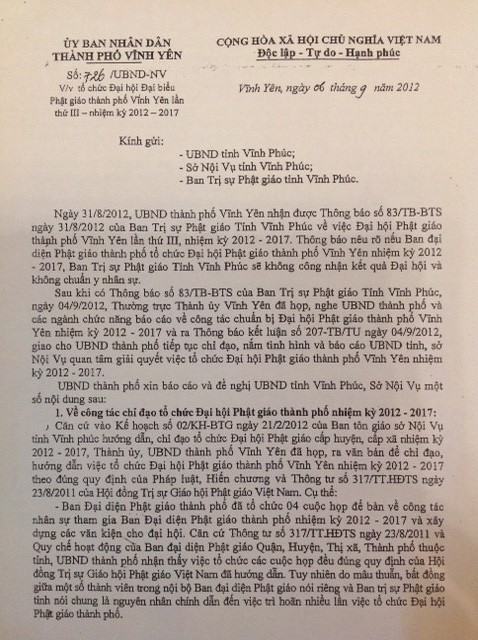 ỦY BAN NHÂN DÂN
THÀNH PHỐ VĨNH YÊN
Số: 726 /UBND-NV
V/v tổ chức Đại hội Đại biểu
Phật giáo thành phố Vĩnh Yên lần
thứ III – nhiệm kỳ 2012 – 2017
CỘNG HÒA XÃ HỘI CHỦ NGHĨA VIỆT NAM
Độc lập - Tự do - Hạnh phúc
Vĩnh Yên, ngày 06 tháng 9 năm 2012
Kính gửi:
- UBND tỉnh Vĩnh Phúc;
- Sở Nội Vụ tỉnh Vĩnh Phúc;
- Ban Trị sự Phật giáo tỉnh Vĩnh Phúc.
Ngày 31/8/2012, UBND thành phố Vĩnh Yên nhận được Thông báo số 83/TB-BTS
ngày 31/8/2012 của Ban Trị sự Phật giáo Tỉnh Vĩnh Phúc về việc Đại hội Phật giáo
thành phố Vĩnh Yên lần thứ III, nhiệm kỳ 2012 - 2017. Thông báo nêu rõ nếu Ban đại
diện Phật giáo thành phố tổ chức Đại hội Phật giáo thành phố Vĩnh Yên nhiệm kỳ 2012
- 2017, Ban Trị sự Phật giáo Tỉnh Vĩnh Phúc sẽ không công nhận kết quả Đại hội và
không chuẩn y nhân sự.
Sau khi có Thông báo số 83/TB-BTS của Ban Trị sự Phật giáo Tỉnh Vĩnh Phúc,
ngày 04/9/2012, Thường trực Thành ủy Vĩnh Yên đã họp, nghe UBND thành phố và
các ngành chức năng báo cáo về công tác chuẩn bị Đại hội Phật giáo thành phố Vĩnh
Yên nhiệm kỳ 2012 - 2017 và ra Thông báo kết luận số 207-TB/TU ngày 04/9/2012,
giao cho UBND thành phố tiếp tục chỉ đạo, nắm tình hình và báo cáo UBND tỉnh, sở
Nội Vụ quan tâm giải quyết việc tổ chức Đại hội Phật giáo thành phố Vĩnh Yên nhiệm
kỳ 2012 - 2017.
UBND thành phố xin báo cáo và đề nghị UBND tỉnh Vĩnh Phúc, Sở Nội Vụ một
số nội dung sau:
1. Về công tác chỉ đạo tổ chức Đại hội Phật giáo thành phố nhiệm kỳ 2012 - 2017:
Căn cứ vào Kế hoạch số 02/KH-BTG ngày 21/2/2012 của Ban tôn giáo sở Nội Vụ
tỉnh Vĩnh Phúc hướng dẫn, chỉ đạo tổ chức Đại hội Phật giáo cấp huyện, cấp xã nhiệm kỳ
2012 - 2017, Thành ủy, UBND thành phố Vĩnh Yên đã họp, ra văn bản để chỉ đạo,
hướng dẫn việc tổ chức Đại hội Phật giáo thành phố Vĩnh Yên nhiệm kỳ 2012 - 2017
theo đúng quy định của Pháp luật, Hiến chương và Thông tư số 317/TT.HĐTS ngày
23/8/2011 của Hội đồng Trị sự Giáo hội Phật giáo Việt Nam. Cụ thể:
- Ban Đại diện Phật giáo thành phố đã tổ chức 04 cuộc họp để bàn về công tác
nhân sự tham gia Ban Đại diện Phật giáo thành phố nhiệm kỳ 2012 - 2017 và xây
dựng các văn kiện cho đại hội. Căn cứ Thông tư số 317/TT.HĐTS ngày 23/8/2011 và
Quy chế hoạt động của Ban đại diện Phật giáo Quận, Huyện, Thị xã, Thành phố thuộc
tỉnh, UBND thành phố nhận thấy việc tổ chức các cuộc họp đều đúng quy định của Hội
đồng Trị sự Giáo hội Phật giáo Việt Nam đã hướng dẫn. Tuy nhiên do mâu thuẫn, bất đồng
giữa một số thành viên trong nội bộ Ban đại diện Phật giáo nói riêng và Ban trị sự Phật giáo
tỉnh nói chung là nguyên nhân chính dẫn đến việc trì hoãn nhiều lần việc tổ chức Đại hội
Phật giáo thành phố.